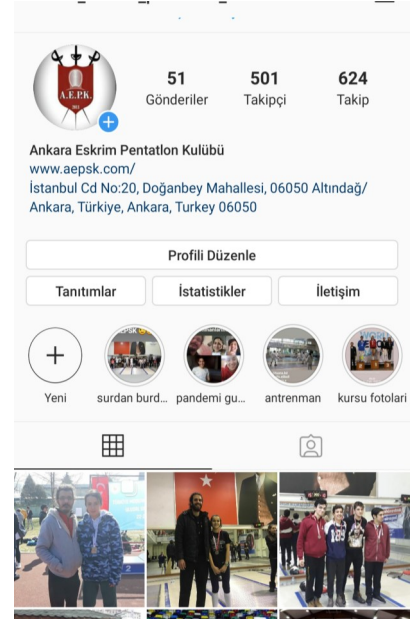 A.E.P.K.
51 501 624
Gönderiler Takipçi Takip
Ankara Eskrim Pentatlon Kulübü
www.aepsk.com/
İstanbul Cd No:20, Doğanbey Mahallesi, 06050 Altındağ/
Ankara, Türkiye, Ankara, Turkey 06050
Profili Düzenle
Tanıtımlar İstatistikler İletişim
Yeni surdan burd... pandemi gu... antrenman kursu fotolari